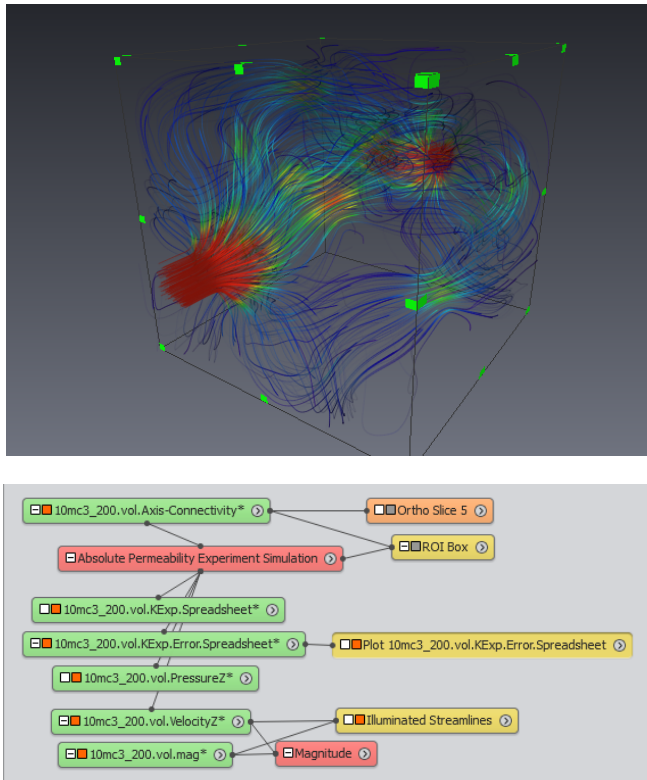 10mc3_200.vol.Axis-Connectivity*
Ortho Slice 5
ROI Box
Absolute Permeability Experiment Simulation
10mc3_200.vol.KExp.Spreadsheet*
10mc3_200.vol.KExp.Error.Spreadsheet*
Plot 10mc3_200.vol.KExp.Error.Spreadsheet
10mc3_200.vol.PressureZ*
10mc3_200.vol.VelocityZ*
Illuminated Streamlines
10mc3_200.vol.mag*
Magnitude